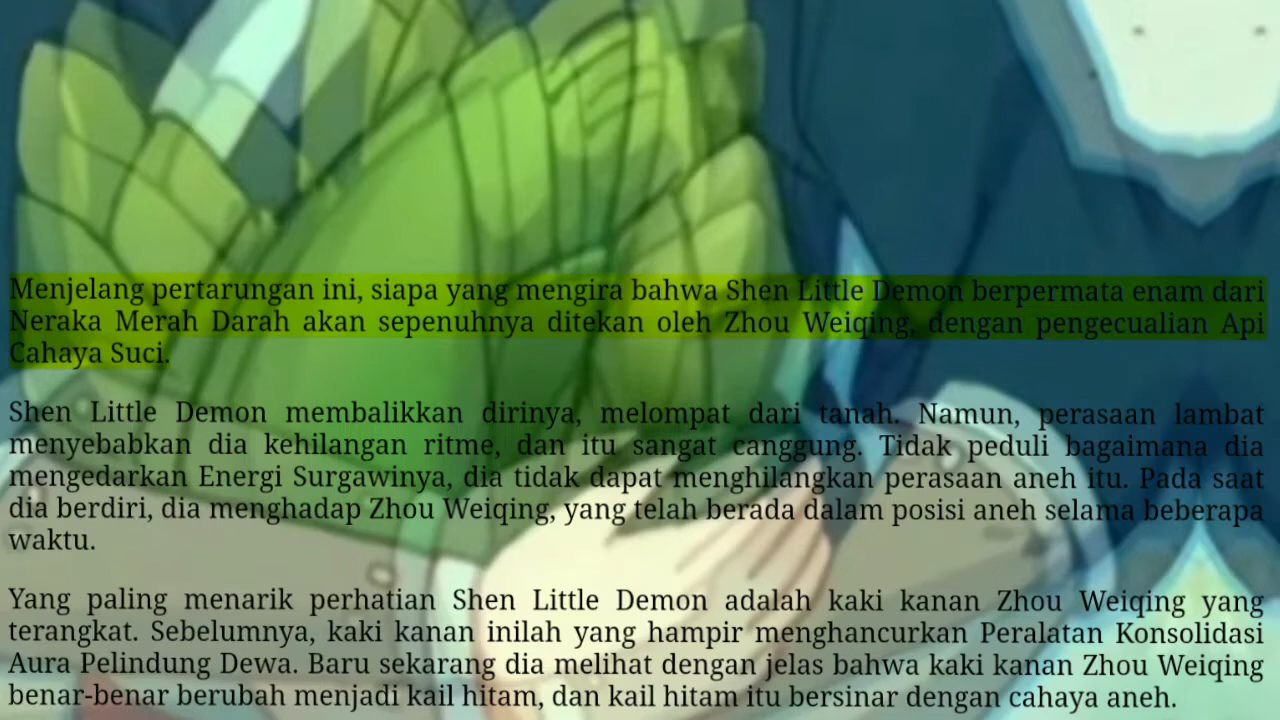 Menjelang pertarungan ini, siapa yang mengira bahwa Shen Little Demon berpermata enam dari
Neraka Merah Darah akan sepenuhnya ditekan oleh Zhou Weiqing, dengan pengecualian Api
Cahaya Suci.
Shen Little Demon membalikkan dirinya, melompat dari tanah. Namun, perasaan lambat
menyebabkan dia kehilangan ritme, dan itu sangat canggung. Tidak peduli bagaimana dia
mengedarkan Energi Surgawinya, dia tidak dapat menghilangkan perasaan aneh itu. Pada saat
dia berdiri, dia menghadap Zhou Weiqing, yang telah berada dalam posisi aneh selama beberapa
waktu.
Yang paling menarik perhatian Shen Little Demon adalah kaki kanan Zhou Weiqing yang
terangkat. Sebelumnya, kaki kanan inilah yang hampir menghancurkan Peralatan Konsolidasi
Aura Pelindung Dewa. Baru sekarang dia melihat dengan jelas bahwa kaki kanan Zhou Weiqing
benar-benar berubah menjadi kail hitam, dan kail hitam itu bersinar dengan cahaya aneh.